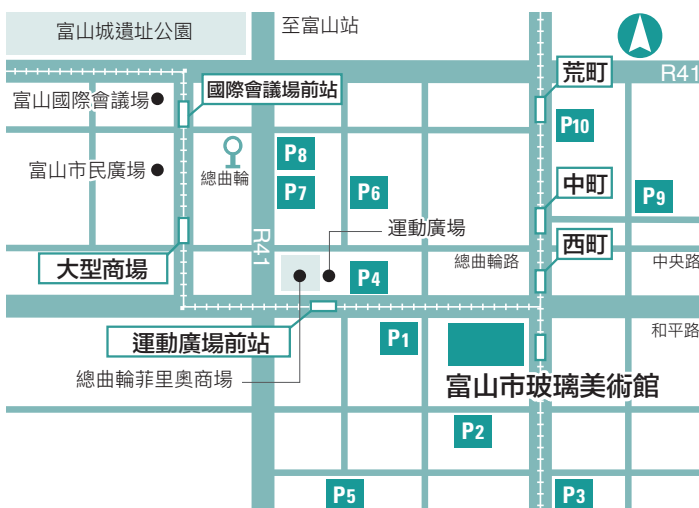 富山城遺址公園
至富山站
荒町
R41
國際會議場前站
富山國際會議場
P10
P8
富山市民廣場
總曲輪
中町
P7
P6
P9
運動廣場
R41
西町
大型商場
總曲輪路
中央路
P4
和平路
運動廣場前站
P1
總曲輪菲里奧商場
富山市玻璃美術館
P2
P5
P3